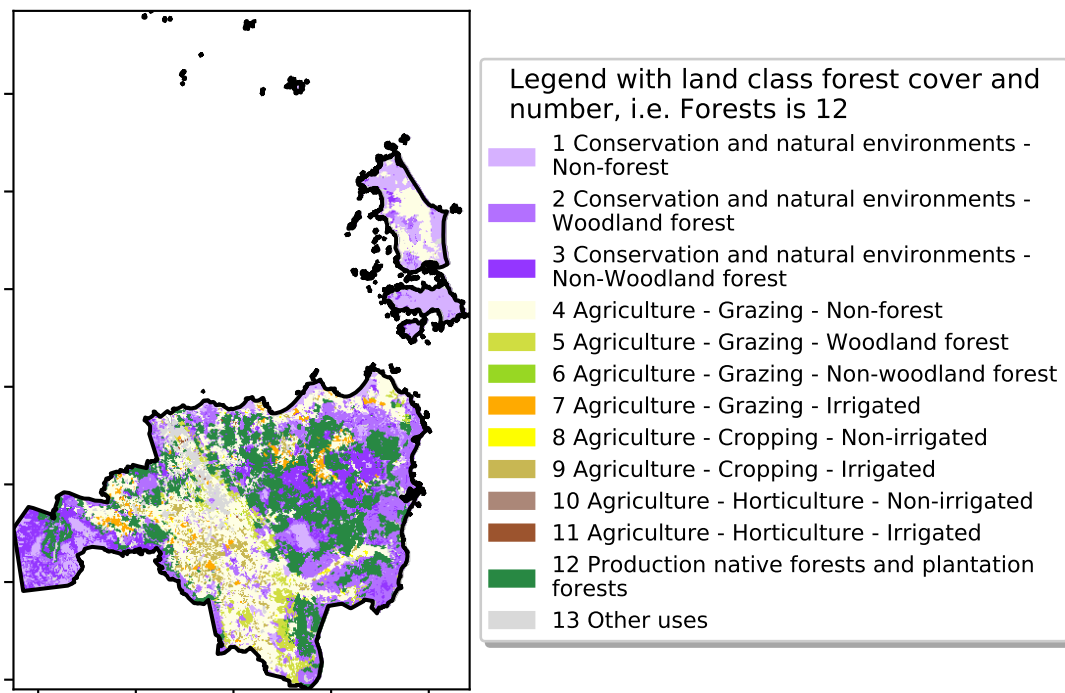 Legend with land class forest cover and
number, i.e. Forests is 12
1 Conservation and natural environments -
Non-forest
2 Conservation and natural environments -
Woodland forest
3 Conservation and natural environments -
Non-Woodland forest
4 Agriculture - Grazing - Non-forest
5 Agriculture - Grazing - Woodland forest
6 Agriculture - Grazing - Non-woodland forest
7 Agriculture - Grazing - Irrigated
8 Agriculture - Cropping - Non-irrigated
9 Agriculture - Cropping - Irrigated
10 Agriculture - Horticulture - Non-irrigated
11 Agriculture - Horticulture - Irrigated
12 Production native forests and plantation
forests
13 Other uses